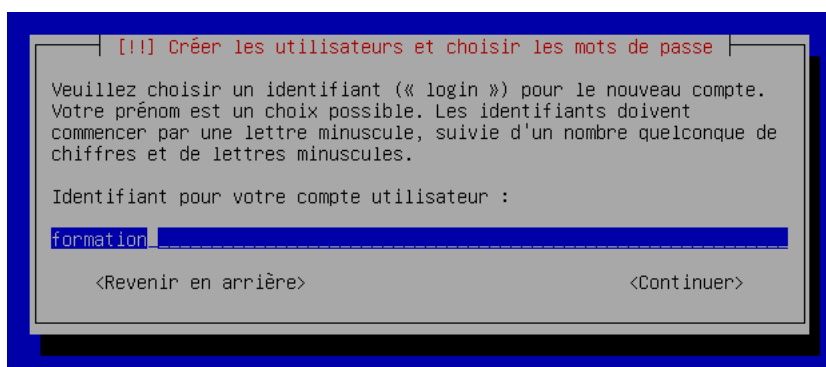 [!!] Créer les utilisateurs et choisir les mots de passe
Veuillez choisir un identifiant (« login ») pour le nouveau compte.
Votre prénom est un choix possible. Les identifiants doivent
commencer par une lettre minuscule, suivie d'un nombre quelconque de
chiffres et de lettres minuscules.
Identifiant pour votre compte utilisateur :
formation
<Revenir en arrière> <Continuer>